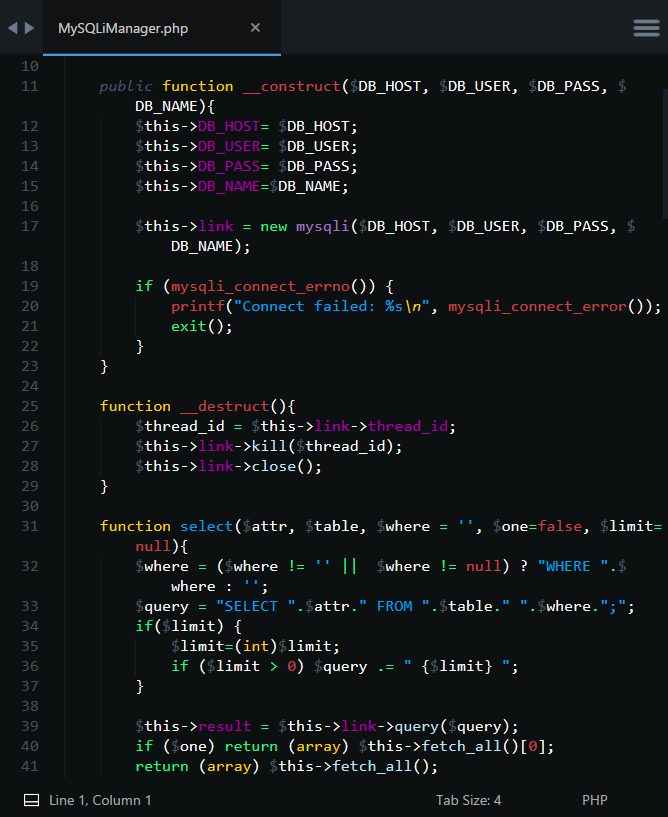 MySQLiManager.php ×
10
11 public function __construct($DB_HOST, $DB_USER, $DB_PASS, $
DB_NAME){
12 $this->DB_HOST= $DB_HOST;
13 $this->DB_USER= $DB_USER;
14 $this->DB_PASS= $DB_PASS;
15 $this->DB_NAME=$DB_NAME;
16
17 $this->link = new mysqli($DB_HOST, $DB_USER, $DB_PASS, $
DB_NAME);
18
19 if (mysqli_connect_errno()) {
20 printf("Connect failed: %s\n", mysqli_connect_error());
21 exit();
22 }
23 }
24
25 function __destruct(){
26 $thread_id = $this->link->thread_id;
27 $this->link->kill($thread_id);
28 $this->link->close();
29 }
30
31 function select($attr, $table, $where = '', $one=false, $limit=
null){
32 $where = ($where != '' ||  $where != null) ? "WHERE ".$
where : '';
33 $query = "SELECT ".$attr." FROM ".$table." ".$where.";";
34 if($limit) {
35 $limit=(int)$limit;
36 if ($limit > 0) $query .= " {$limit} ";
37 }
38
39 $this->result = $this->link->query($query);
40 if ($one) return (array) $this->fetch_all()[0];
41 return (array) $this->fetch_all();
Line 1, Column 1 Tab Size: 4 PHP